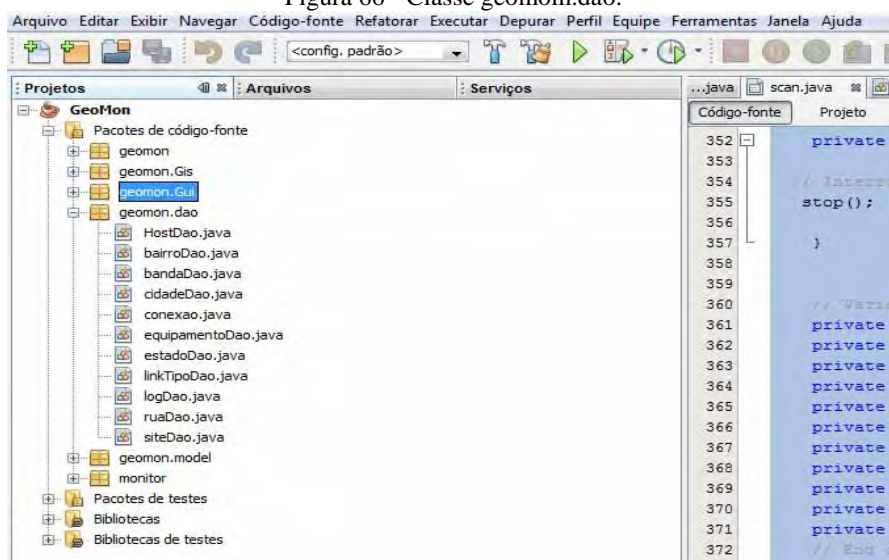 Figura 66 - Classe geomom.dao.
Arquivo Editar Exibir Navegar Código-fonte Refatorar Executar Depurar Perfil Equipe Ferramentas Janela Ajuda
<config. padrão>
Projetos
Arquivos
Serviços
...java
scan.java
Código-fonte
Projeto
GeoMon
Pacotes de código-fonte
geomon
geomon.Gis
geomon.Gui
geomon.dao
HostDao.java
bairroDao.java
bandaDao.java
cidadeDao.java
conexao.java
equipamentoDao.java
estadoDao.java
linkTipoDao.java
logDao.java
ruaDao.java
siteDao.java
geomon.model
monitor
Pacotes de testes
Bibliotecas
Bibliotecas de testes
352 private
353
354 //
355 stop();
356
357 }
358
359
360 //
361 private
362 private
363 private
364 private
365 private
366 private
367 private
368 private
369 private
370 private
371 private
372 // End